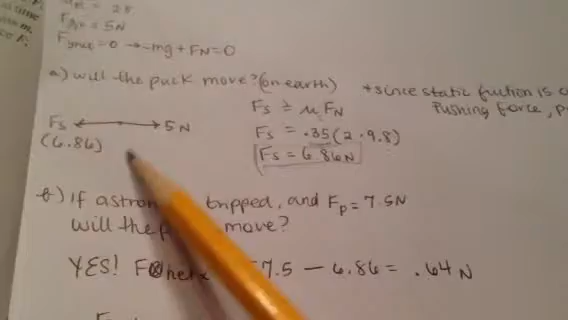 = 5N
Fynet = 0 → -mg + FN = 0
a) will the puck move? (on earth)
*since static friction is
pushing force, p
Fs ≥ μs FN
Fs 5N
(6.86)
Fs = .35(2·9.8)
Fs = 6.86N
b) If tripped, and Fp = 7.5N
will the move?
YES! 7.5 - 6.86 = .64 N